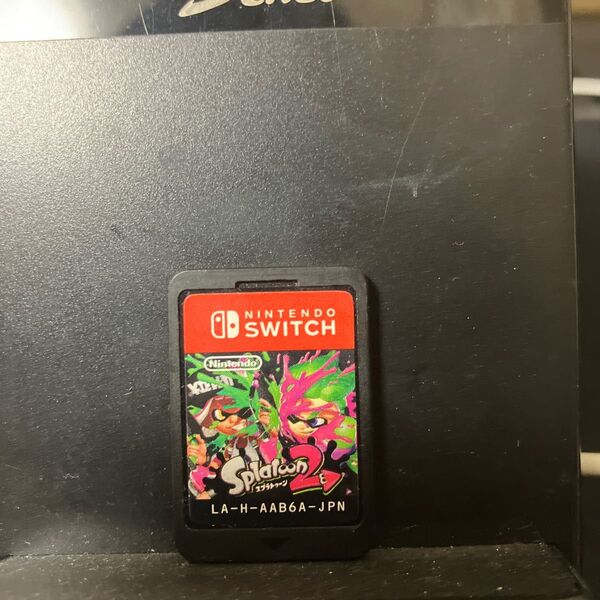 NINTENDO
SWITCH
Nintendo
Splatoon 2
スプラトゥーン
LA-H-AAB6A-JPN